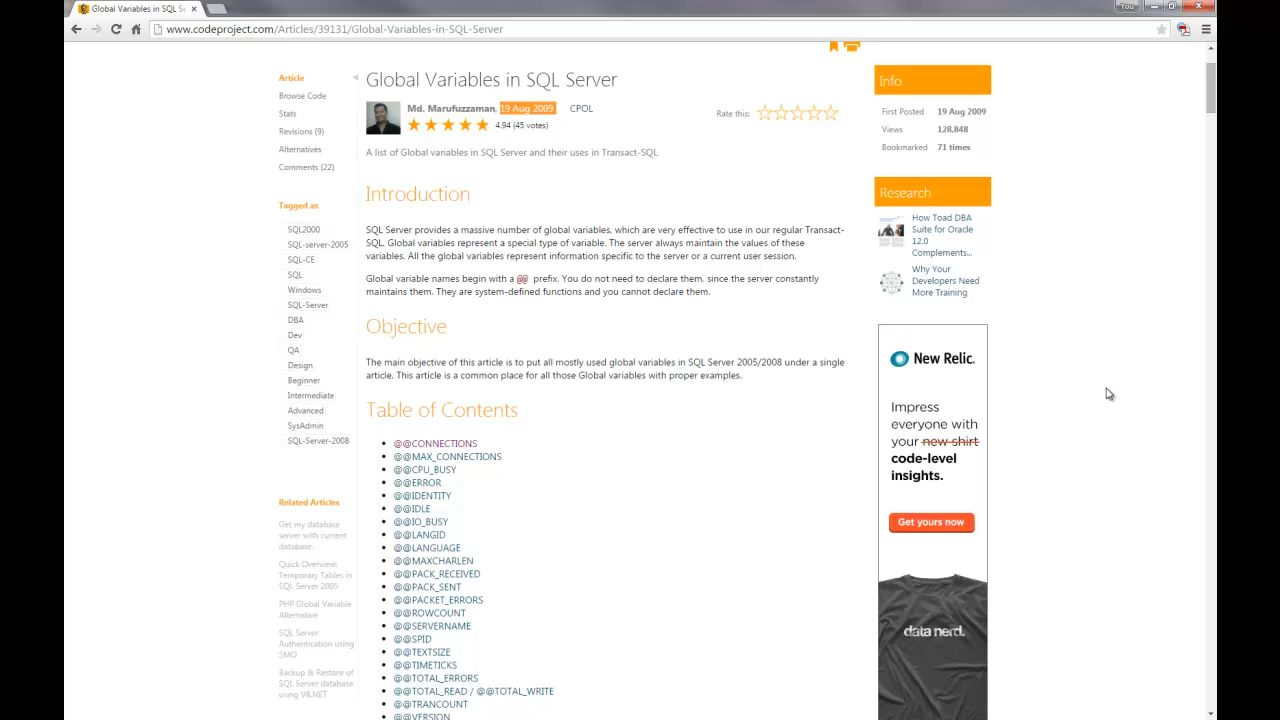 Global Variables in SQL Se
You
www.codeproject.com/Articles/39131/Global-Variables-in-SQL-Server
Article
Browse Code
Stats
Revisions (9)
Alternatives
Comments (22)
Tagged as
SQL2000
SQL-server-2005
SQL-CE
SQL
Windows
SQL-Server
DBA
Dev
QA
Design
Beginner
Intermediate
Advanced
SysAdmin
SQL-Server-2008
Related Articles
Get my database
server with current
database.
Quick Overview:
Temporary Tables in
SQL Server 2005
PHP Global Variable
Alternative
SQL Server
Authentication using
SMO
Backup & Restore of
SQL Server database
using VB.NET
Global Variables in SQL Server
Md. Marufuzzaman, 19 Aug 2009 CPOL
4.94 (45 votes)
Rate this:
A list of Global variables in SQL Server and their uses in Transact-SQL
Introduction
SQL Server provides a massive number of global variables, which are very effective to use in our regular Transact-
SQL. Global variables represent a special type of variable. The server always maintain the values of these
variables. All the global variables represent information specific to the server or a current user session.
Global variable names begin with a @@ prefix. You do not need to declare them, since the server constantly
maintains them. They are system-defined functions and you cannot declare them.
Objective
The main objective of this article is to put all mostly used global variables in SQL Server 2005/2008 under a single
article. This article is a common place for all those Global variables with proper examples.
Table of Contents
@@CONNECTIONS
@@MAX_CONNECTIONS
@@CPU_BUSY
@@ERROR
@@IDENTITY
@@IDLE
@@IO_BUSY
@@LANGID
@@LANGUAGE
@@MAXCHARLEN
@@PACK_RECEIVED
@@PACK_SENT
@@PACKET_ERRORS
@@ROWCOUNT
@@SERVERNAME
@@SPID
@@TEXTSIZE
@@TIMETICKS
@@TOTAL_ERRORS
@@TOTAL_READ / @@TOTAL_WRITE
@@TRANCOUNT
@@VERSION
Info
First Posted 19 Aug 2009
Views 128,848
Bookmarked 71 times
Research
How Toad DBA
Suite for Oracle
12.0
Complements...
Why Your
Developers Need
More Training
New Relic.
Impress
everyone with
your new shirt
code-level
insights.
Get yours now
data nerd.